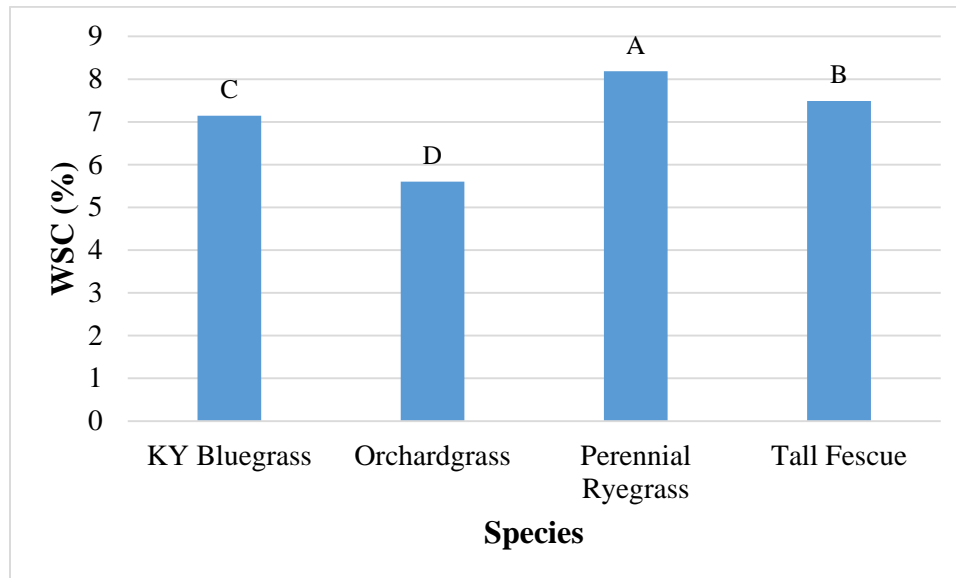 9
8
7
6
5
4
3
2
1
0
WSC (%)
C
D
A
B
KY Bluegrass
Orchardgrass
Perennial
Ryegrass
Tall Fescue
Species